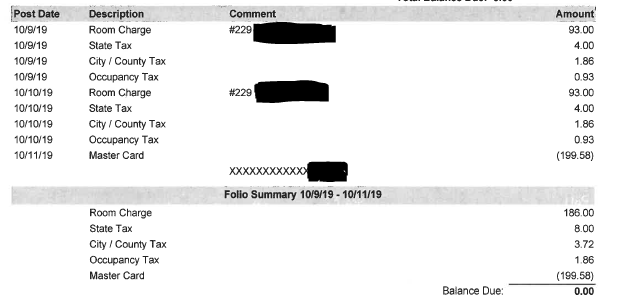 Post Date Description Comment Amount
10/9/19 Room Charge #229 93.00
10/9/19 State Tax 4.00
10/9/19 City / County Tax 1.86
10/9/19 Occupancy Tax 0.93
10/10/19 Room Charge #229 93.00
10/10/19 State Tax 4.00
10/10/19 City / County Tax 1.86
10/10/19 Occupancy Tax 0.93
10/11/19 Master Card (199.58)
XXXXXXXXXXXX
Folio Summary 10/9/19 - 10/11/19
Room Charge 186.00
State Tax 8.00
City / County Tax 3.72
Occupancy Tax 1.86
Master Card (199.58)
Balance Due: 0.00